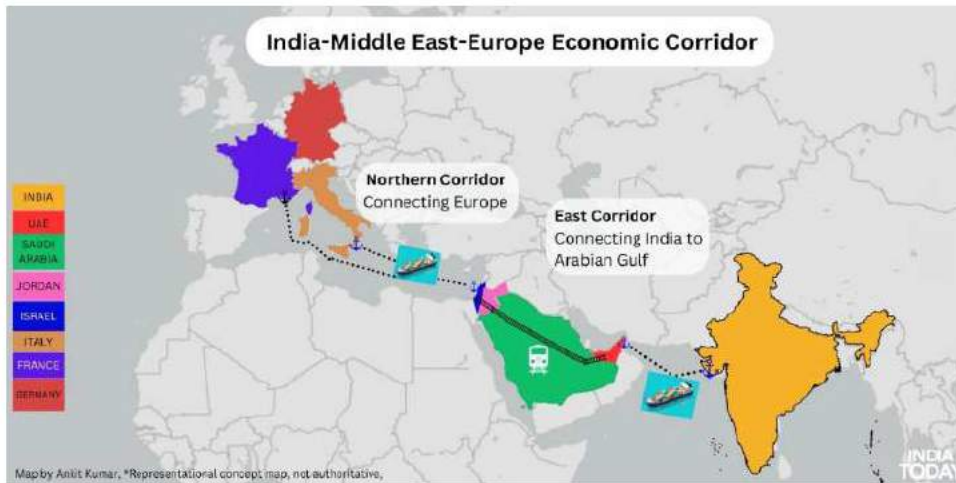 India-Middle East-Europe Economic Corridor
Northern Corridor
Connecting Europe
East Corridor
Connecting India to
Arabian Gulf
INDIA
UAE
SAUDI
ARABIA
JORDAN
ISRAEL
ITALY
FRANCE
GERMANY
Map by Ankit Kumar, *Representational concept map, not authoritative,
INDIA
TODAY